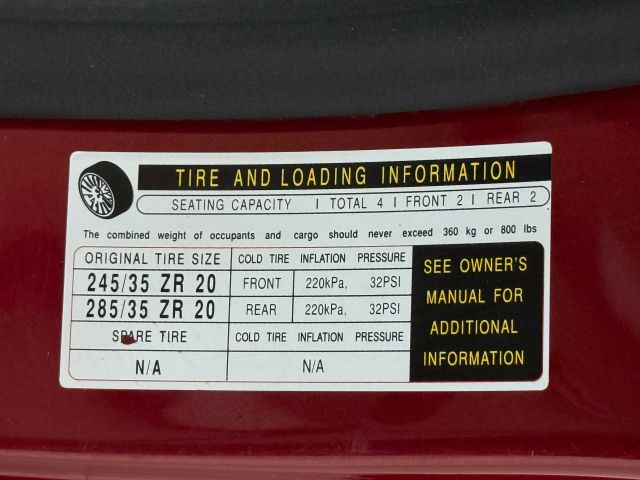 TIRE AND LOADING INFORMATION
SEATING CAPACITY | TOTAL 4 | FRONT 2 | REAR 2
The combined weight of occupants and cargo should never exceed 360 kg or 800 lbs
ORIGINAL TIRE SIZE COLD TIRE INFLATION PRESSURE
245/35 ZR 20 FRONT 220kPa, 32PSI
285/35 ZR 20 REAR 220kPa, 32PSI
SPARE TIRE COLD TIRE INFLATION PRESSURE
N/A N/A
SEE OWNER'S
MANUAL FOR
ADDITIONAL
INFORMATION